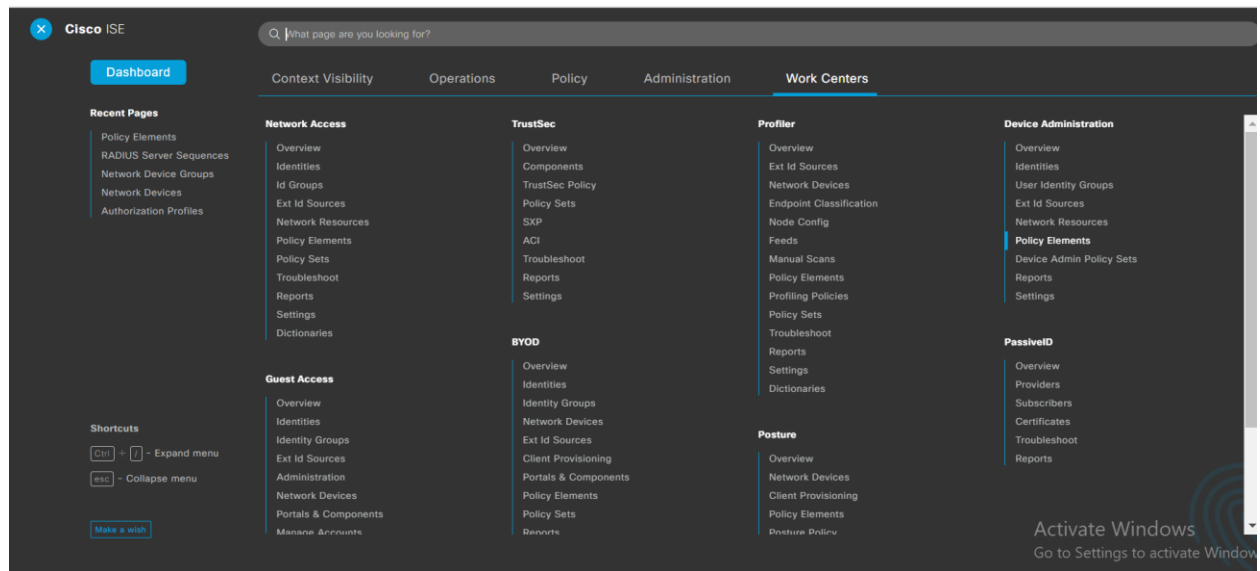 Cisco ISE
What page are you looking for?
Dashboard
Context Visibility
Operations
Policy
Administration
Work Centers
Recent Pages
Policy Elements
RADIUS Server Sequences
Network Device Groups
Network Devices
Authorization Profiles
Shortcuts
Ctrl + / - Expand menu
esc - Collapse menu
Make a wish
Network Access
Overview
Identities
Id Groups
Ext Id Sources
Network Resources
Policy Elements
Policy Sets
Troubleshoot
Reports
Settings
Dictionaries
Guest Access
Overview
Identities
Identity Groups
Ext Id Sources
Administration
Network Devices
Portals & Components
Manage Accounts
TrustSec
Overview
Components
TrustSec Policy
Policy Sets
SXP
ACI
Troubleshoot
Reports
Settings
BYOD
Overview
Identities
Identity Groups
Network Devices
Ext Id Sources
Client Provisioning
Portals & Components
Policy Elements
Policy Sets
Reports
Profiler
Overview
Ext Id Sources
Network Devices
Endpoint Classification
Node Config
Feeds
Manual Scans
Policy Elements
Profiling Policies
Policy Sets
Troubleshoot
Reports
Settings
Dictionaries
Posture
Overview
Network Devices
Client Provisioning
Policy Elements
Posture Policy
Device Administration
Overview
Identities
User Identity Groups
Ext Id Sources
Network Resources
Policy Elements
Device Admin Policy Sets
Reports
Settings
PassiveID
Overview
Providers
Subscribers
Certificates
Troubleshoot
Reports
Activate Windows
Go to Settings to activate Window